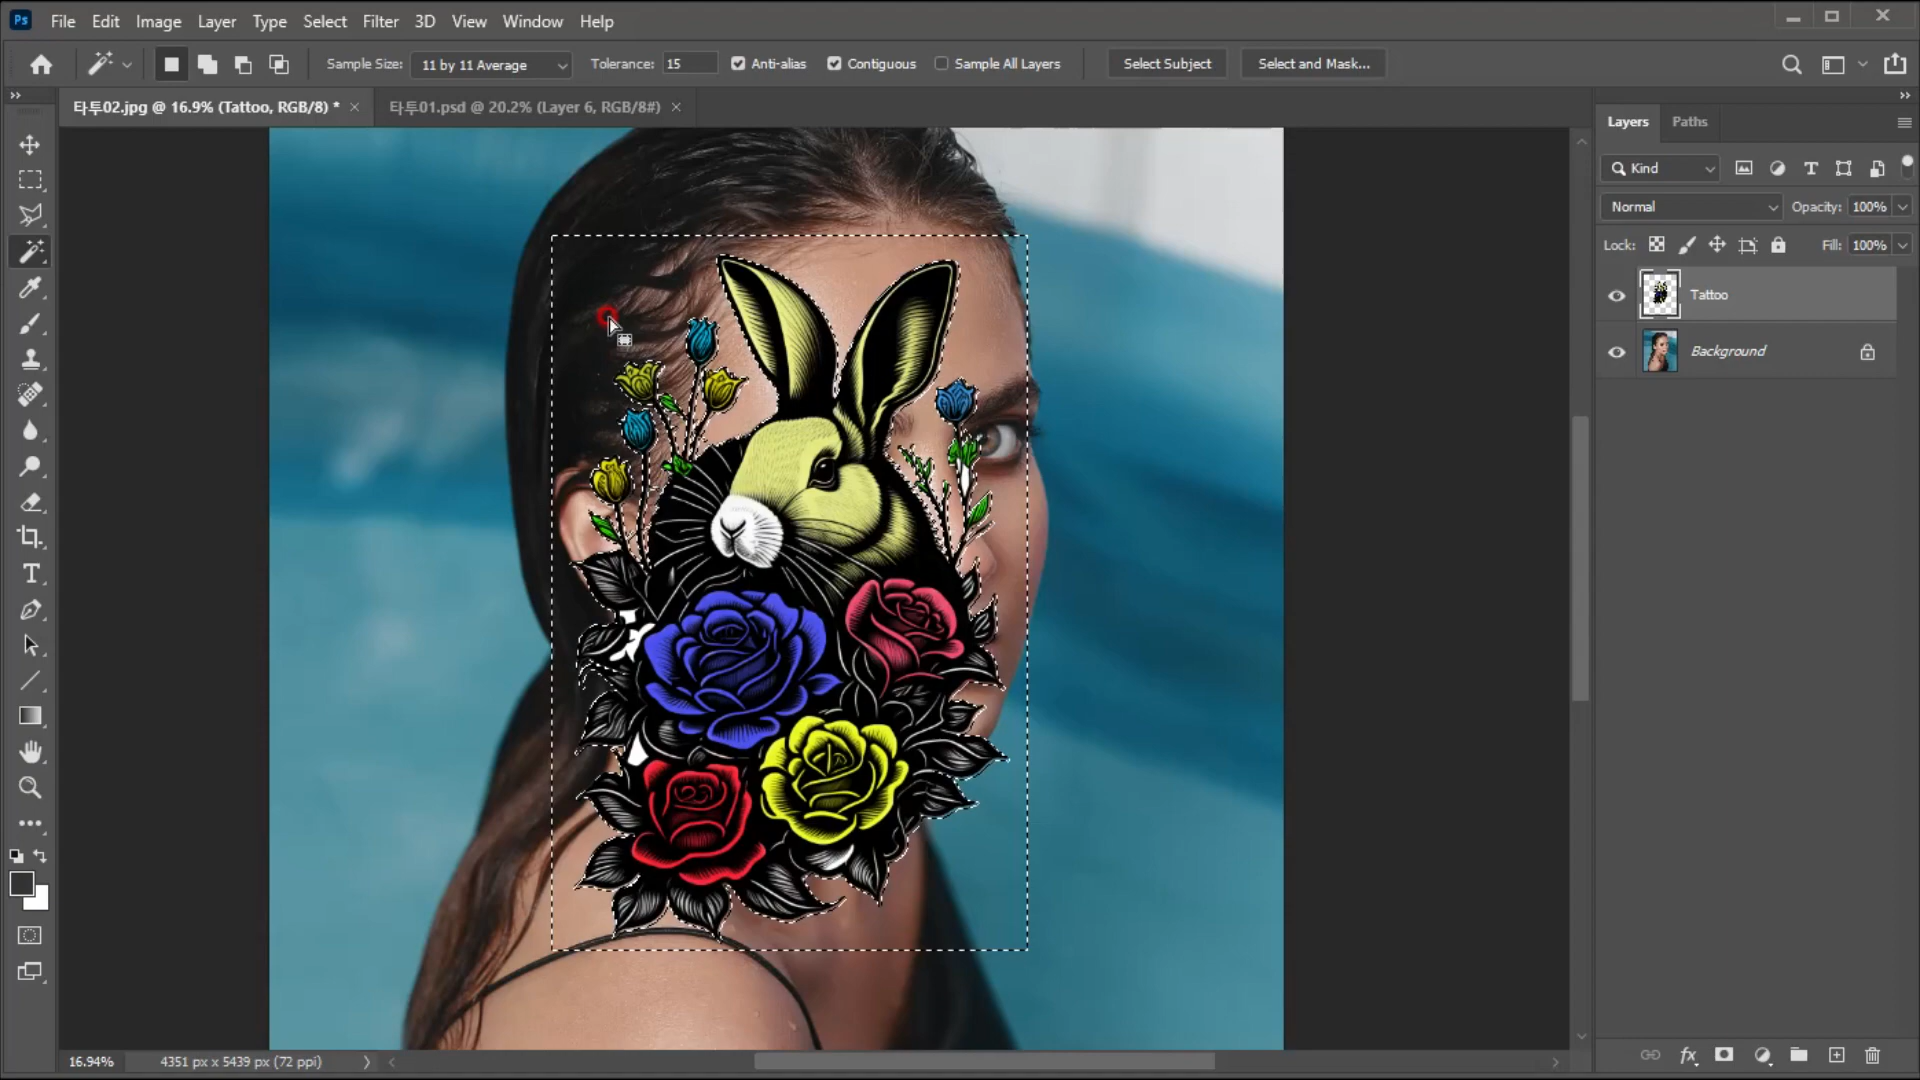 Ps File Edit Image Layer Type Select Filter 3D View Window Help
Sample Size: 11 by 11 Average Tolerance: 15 Anti-alias Contiguous Sample All Layers Select Subject Select and Mask...
타투02.jpg @ 16.9% (Tattoo, RGB/8) * 타투01.psd @ 20.2% (Layer 6, RGB/8#)
Layers Paths
Kind
Normal Opacity: 100%
Lock: Fill: 100%
Tattoo
Background
16.94% 4351 px x 5439 px (72 ppi)